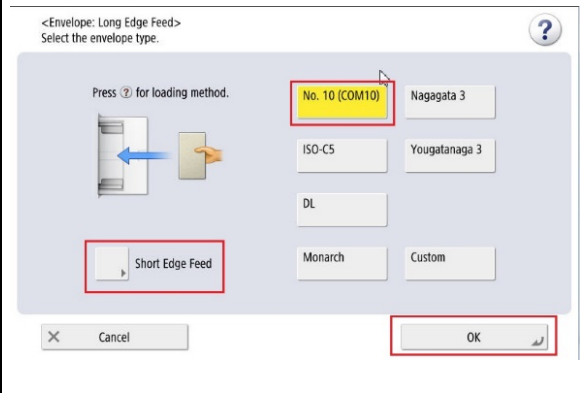 <Envelope: Long Edge Feed>
Select the envelope type.
?
Press ? for loading method.
No. 10 (COM10)
Nagagata 3
ISO-C5
Yougatanaga 3
DL
Short Edge Feed
Monarch
Custom
Cancel
OK